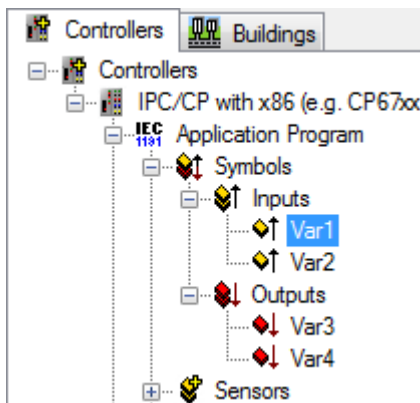 Controllers Buildings
Controllers
IPC/CP with x86 (e.g. CP67xx
IEC
1131 Application Program
Symbols
Inputs
Var1
Var2
Outputs
Var3
Var4
Sensors